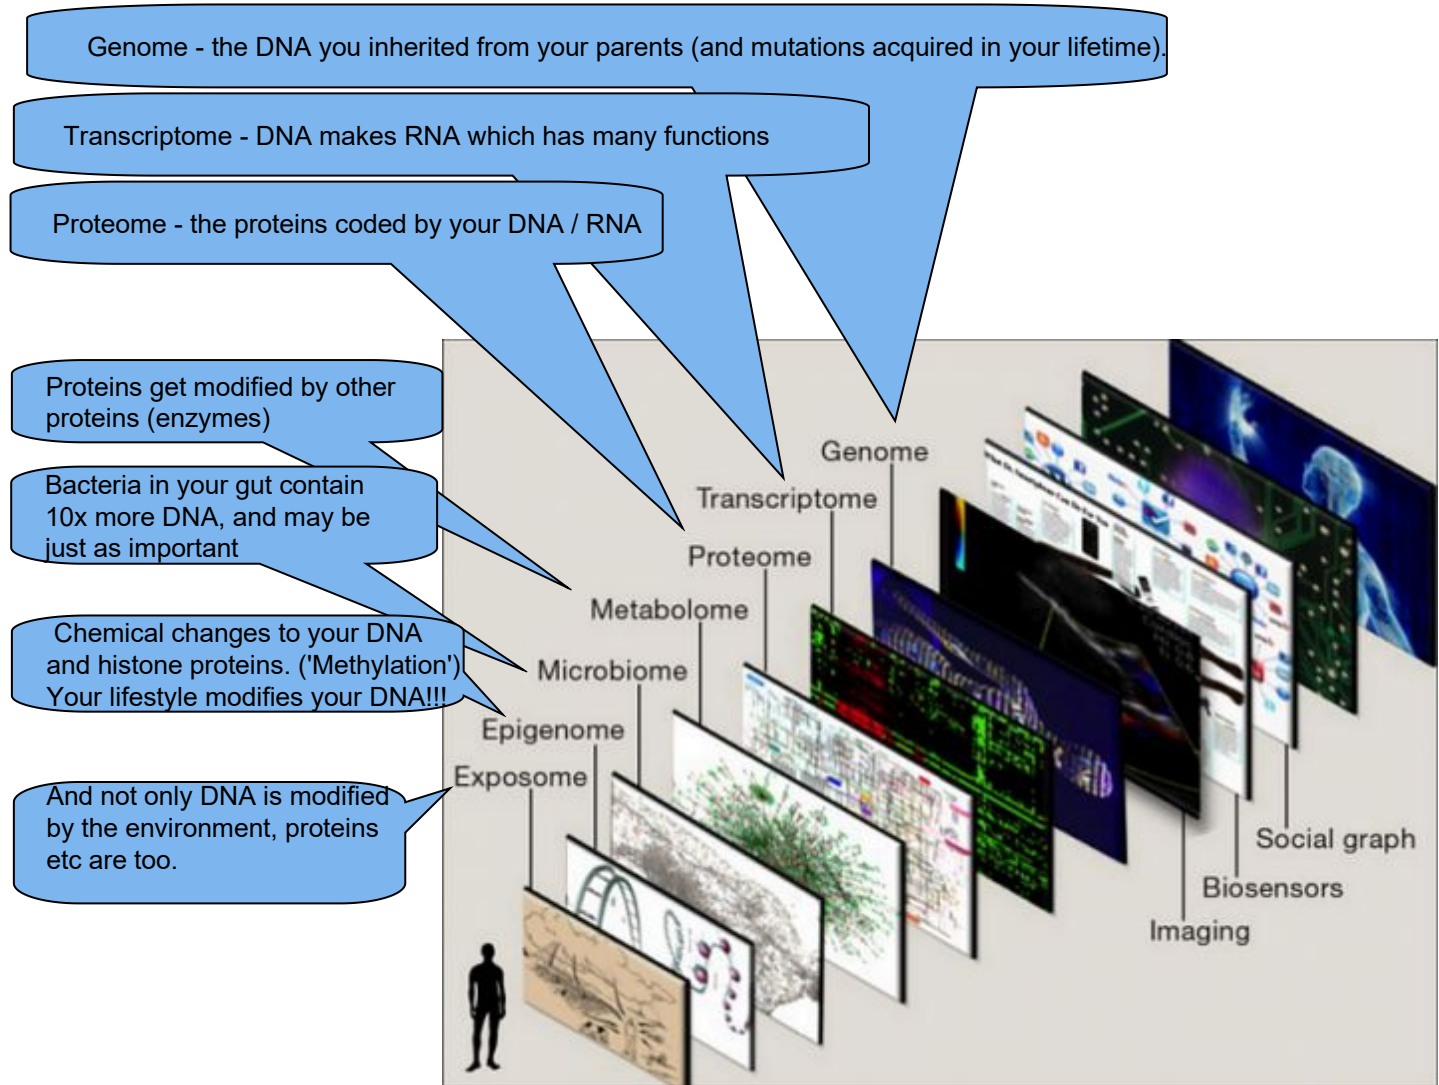 Genome - the DNA you inherited from your parents (and mutations acquired in your lifetime).
Transcriptome - DNA makes RNA which has many functions
Proteome - the proteins coded by your DNA / RNA
Proteins get modified by other
proteins (enzymes)
Bacteria in your gut contain
10x more DNA, and may be
just as important
Chemical changes to your DNA
and histone proteins. ('Methylation')
Your lifestyle modifies your DNA!!!
And not only DNA is modified
by the environment, proteins
etc are too.
Genome
Transcriptome
Proteome
Metabolome
Microbiome
Epigenome
Exposome
Social graph
Biosensors
Imaging